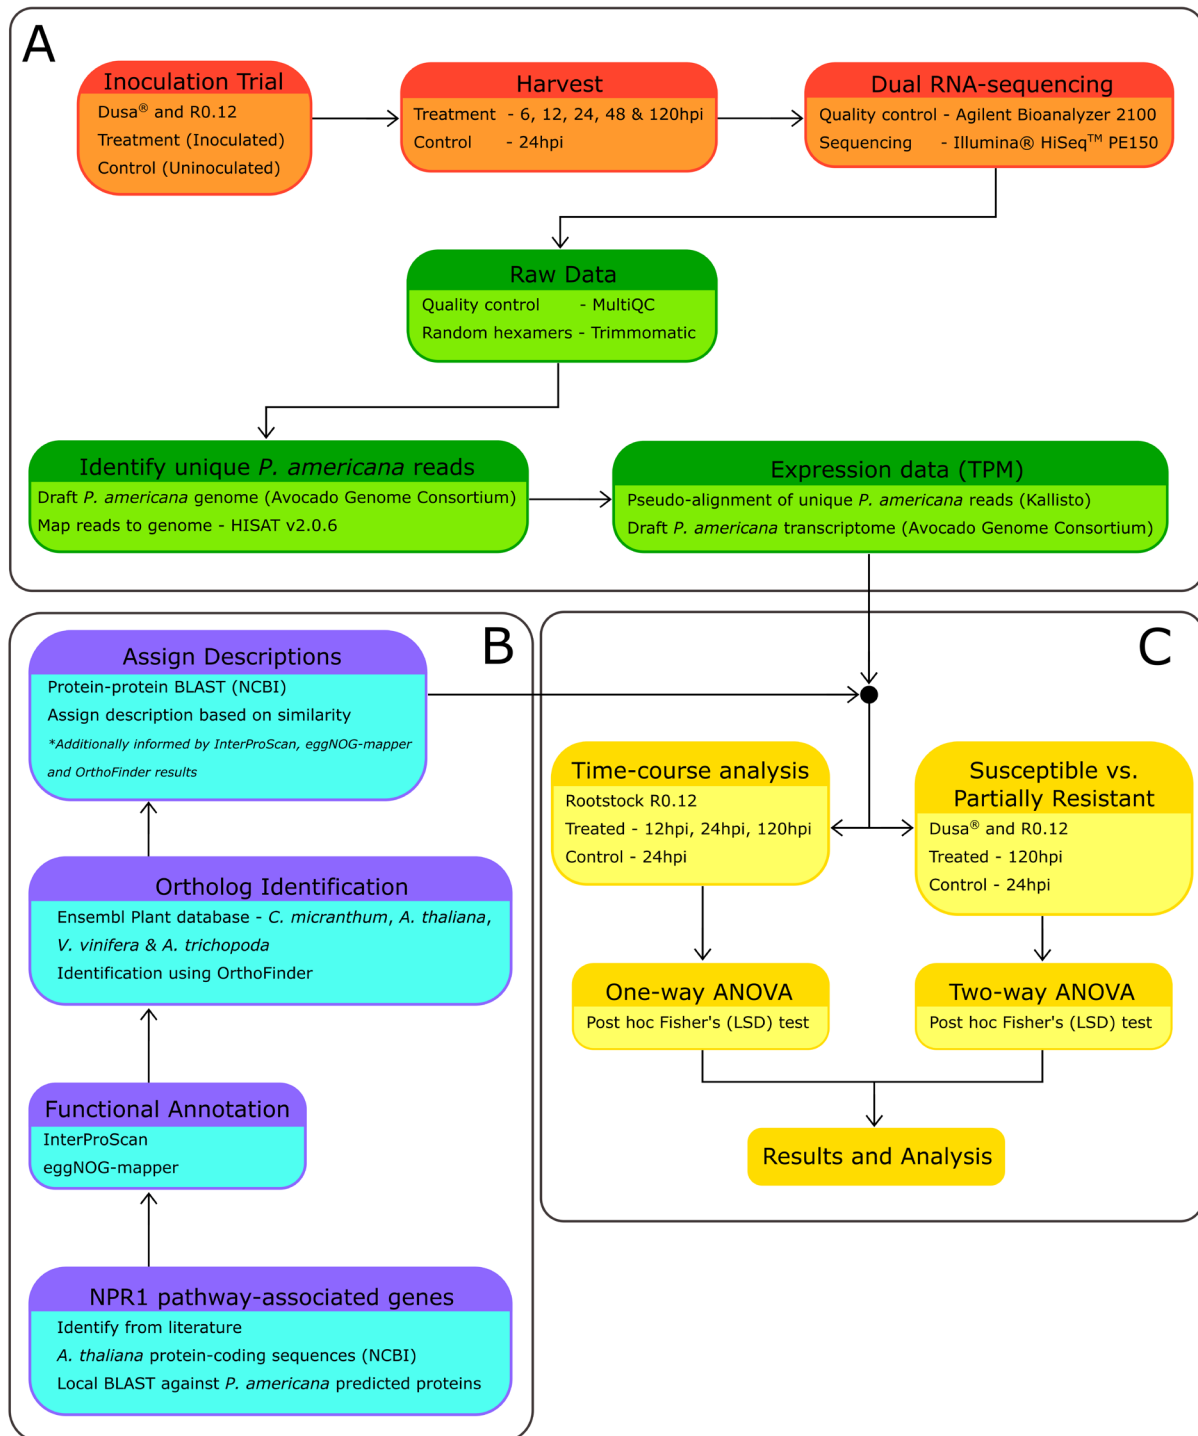 A
Inoculation Trial
Dusa® and R0.12
Treatment (Inoculated)
Control (Uninoculated)
Harvest
Treatment - 6, 12, 24, 48 & 120hpi
Control - 24hpi
Dual RNA-sequencing
Quality control - Agilent Bioanalyzer 2100
Sequencing - Illumina® HiSeq™ PE150
Raw Data
Quality control - MultiQC
Random hexamers - Trimmomatic
Identify unique P. americana reads
Draft P. americana genome (Avocado Genome Consortium)
Map reads to genome - HISAT v2.0.6
Expression data (TPM)
Pseudo-alignment of unique P. americana reads (Kallisto)
Draft P. americana transcriptome (Avocado Genome Consortium)
B
Assign Descriptions
Protein-protein BLAST (NCBI)
Assign description based on similarity
*Additionally informed by InterProScan, eggNOG-mapper
and OrthoFinder results
Ortholog Identification
Ensembl Plant database - C. micranthum, A. thaliana,
V. vinifera & A. trichopoda
Identification using OrthoFinder
Functional Annotation
InterProScan
eggNOG-mapper
NPR1 pathway-associated genes
Identify from literature
A. thaliana protein-coding sequences (NCBI)
Local BLAST against P. americana predicted proteins
C
Time-course analysis
Rootstock R0.12
Treated - 12hpi, 24hpi, 120hpi
Control - 24hpi
Susceptible vs.
Partially Resistant
Dusa® and R0.12
Treated - 120hpi
Control - 24hpi
One-way ANOVA
Post hoc Fisher's (LSD) test
Two-way ANOVA
Post hoc Fisher's (LSD) test
Results and Analysis